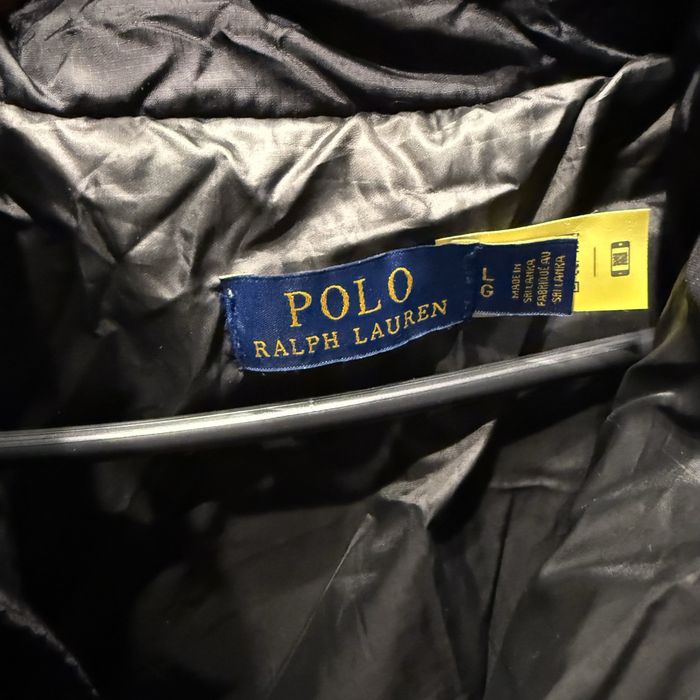 POLO
RALPH LAUREN
LG
MADE IN
SRI LANKA
FABRIQUÉ AU
SRI LANKA